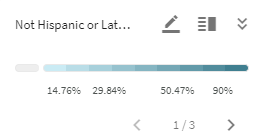 Not Hispanic or Lat...
14.76% 29.84% 50.47% 90%
1 / 3